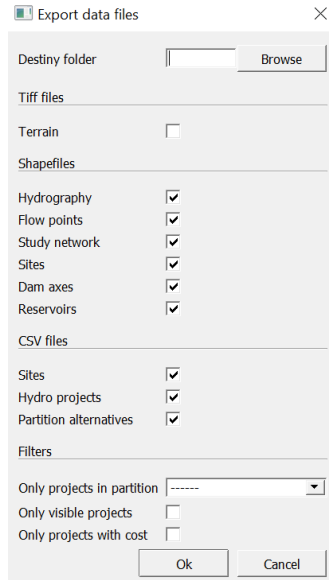 Export data files
Destiny folder Browse
Tiff files
Terrain
Shapefiles
Hydrography
Flow points
Study network
Sites
Dam axes
Reservoirs
CSV files
Sites
Hydro projects
Partition alternatives
Filters
Only projects in partition ------
Only visible projects
Only projects with cost
Ok Cancel